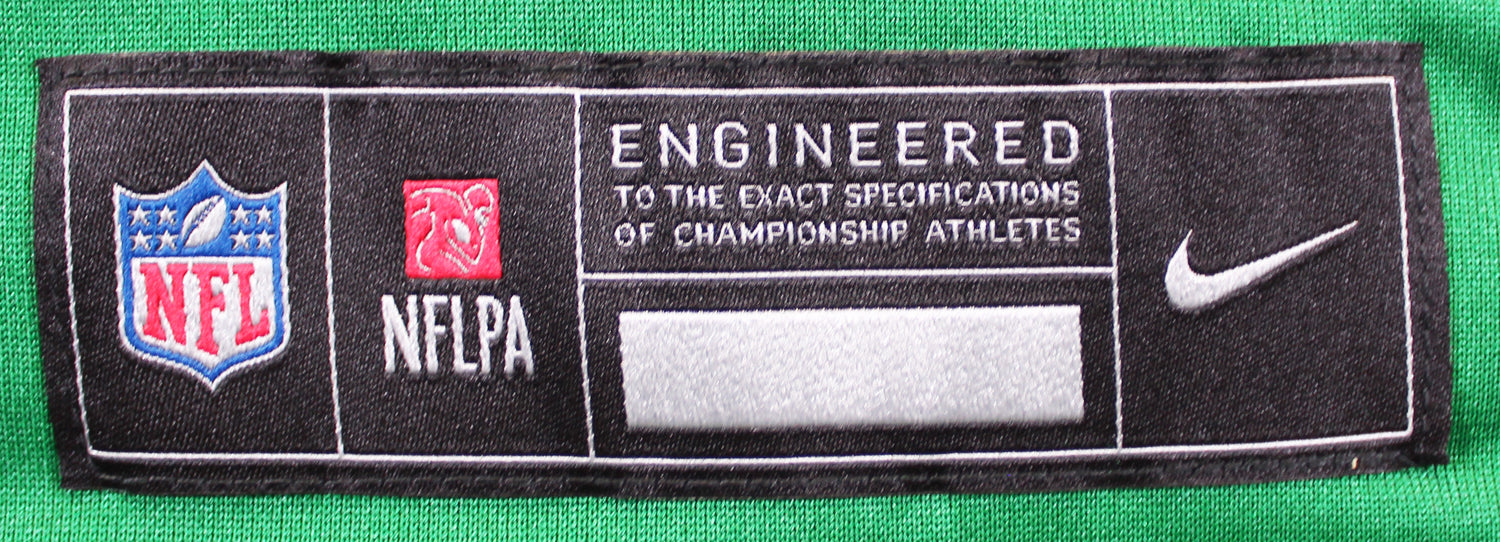 NFL
NFLPA
ENGINEERED
TO THE EXACT SPECIFICATIONS
OF CHAMPIONSHIP ATHLETES